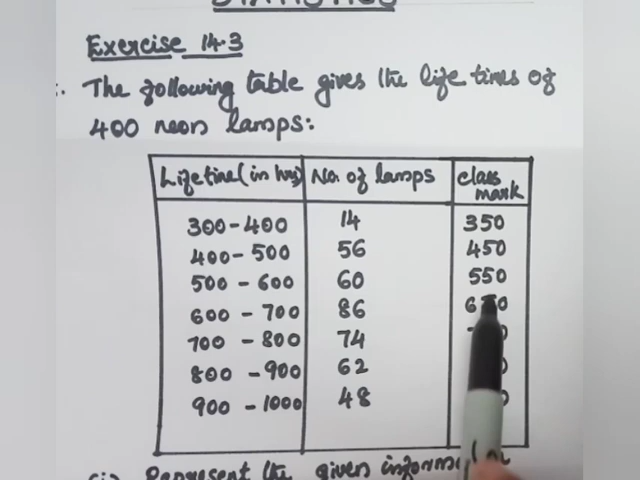 STATISTICS
Exercise 14.3
The following table gives the life times of
400 neon lamps:
Lifetime (in hrs) No. of lamps class mark
300-400 14 350
400-500 56 450
500-600 60 550
600-700 86
700-800 74
800-900 62
900-1000 48
(i) Represent the given